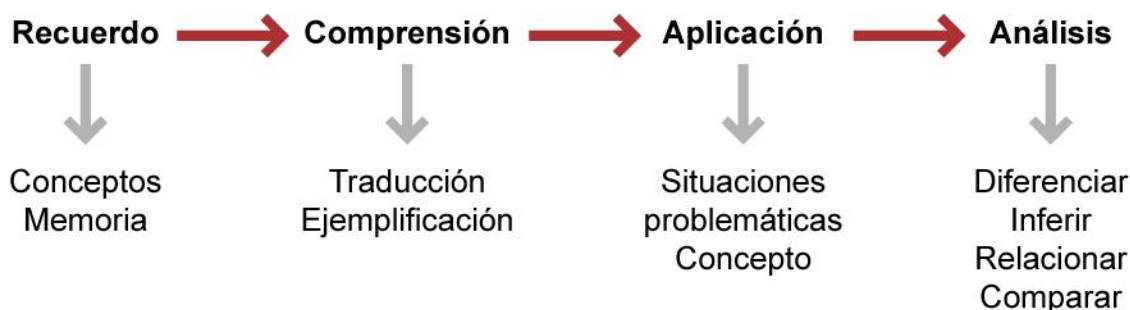 Recuerdo
Comprensión
Aplicación
Análisis
Conceptos
Memoria
Traducción
Ejemplificación
Situaciones
problemáticas
Concepto
Diferenciar
Inferir
Relacionar
Comparar